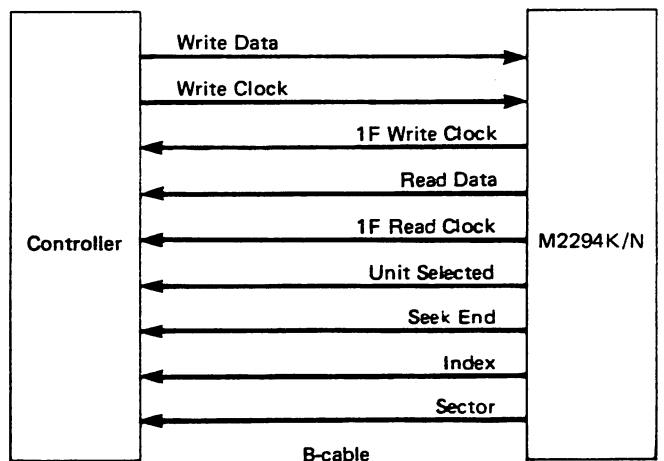 Write Data
Write Clock
1F Write Clock
Read Data
1F Read Clock
Controller
M2294K/N
Unit Selected
Seek End
Index
Sector
B-cable